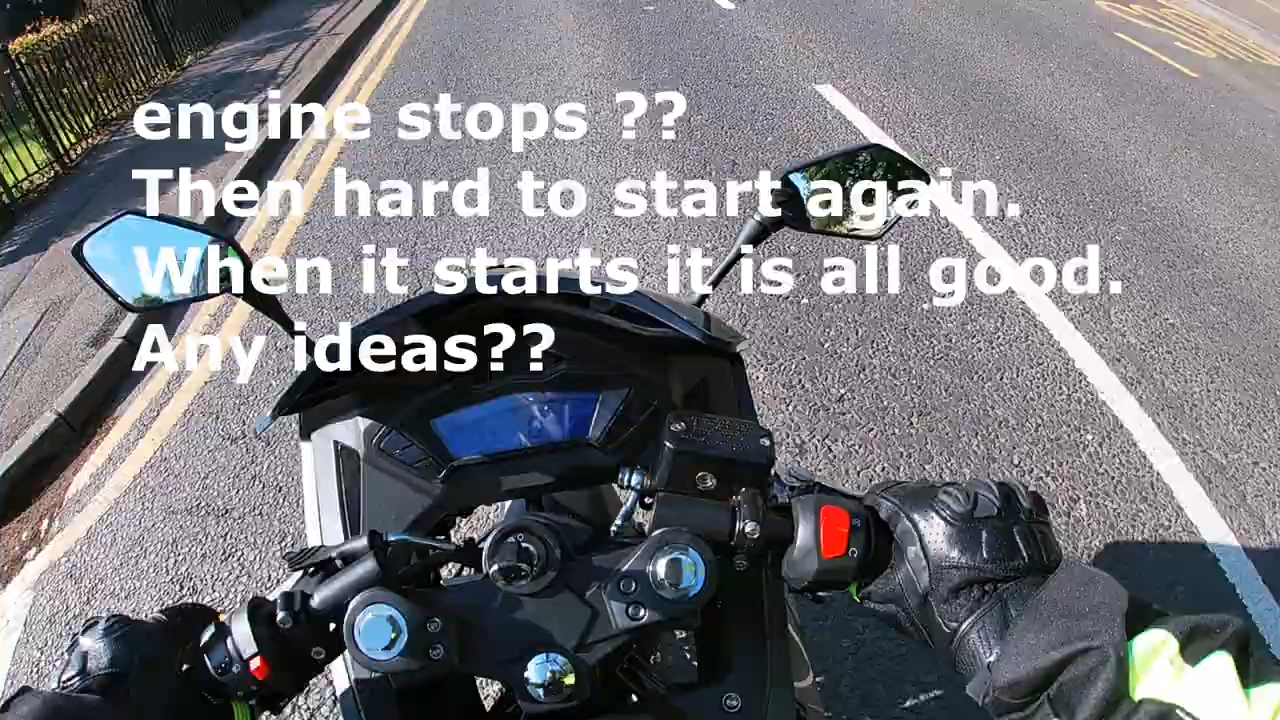 engine stops ??
Then hard to start again.
When it starts it is all good.
Any ideas??